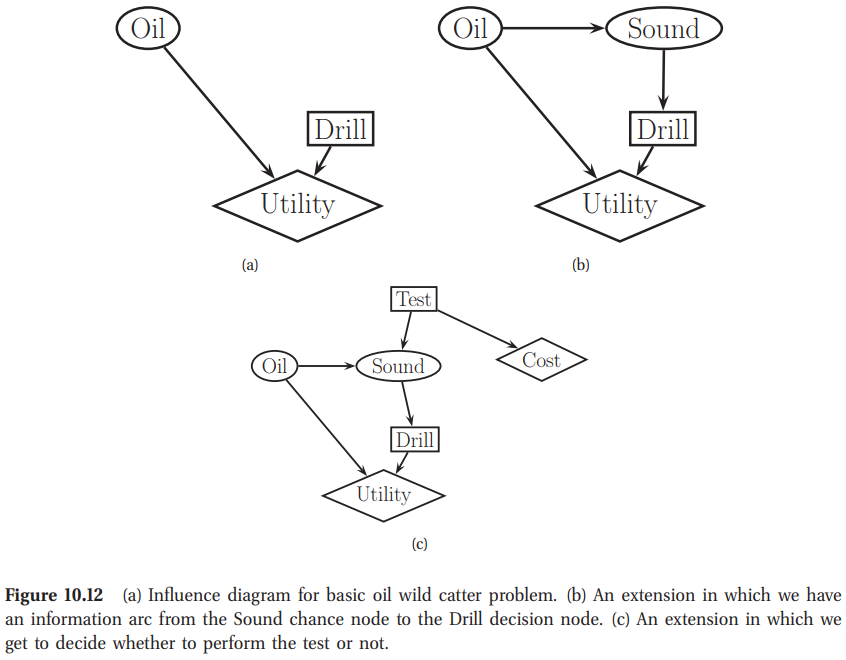 Oil
Drill
Utility
(a)
Oil
Sound
Drill
Utility
(b)
Test
Oil
Sound
Cost
Drill
Utility
(c)
Figure 10.12 (a) Influence diagram for basic oil wild catter problem. (b) An extension in which we have
an information arc from the Sound chance node to the Drill decision node. (c) An extension in which we
get to decide whether to perform the test or not.